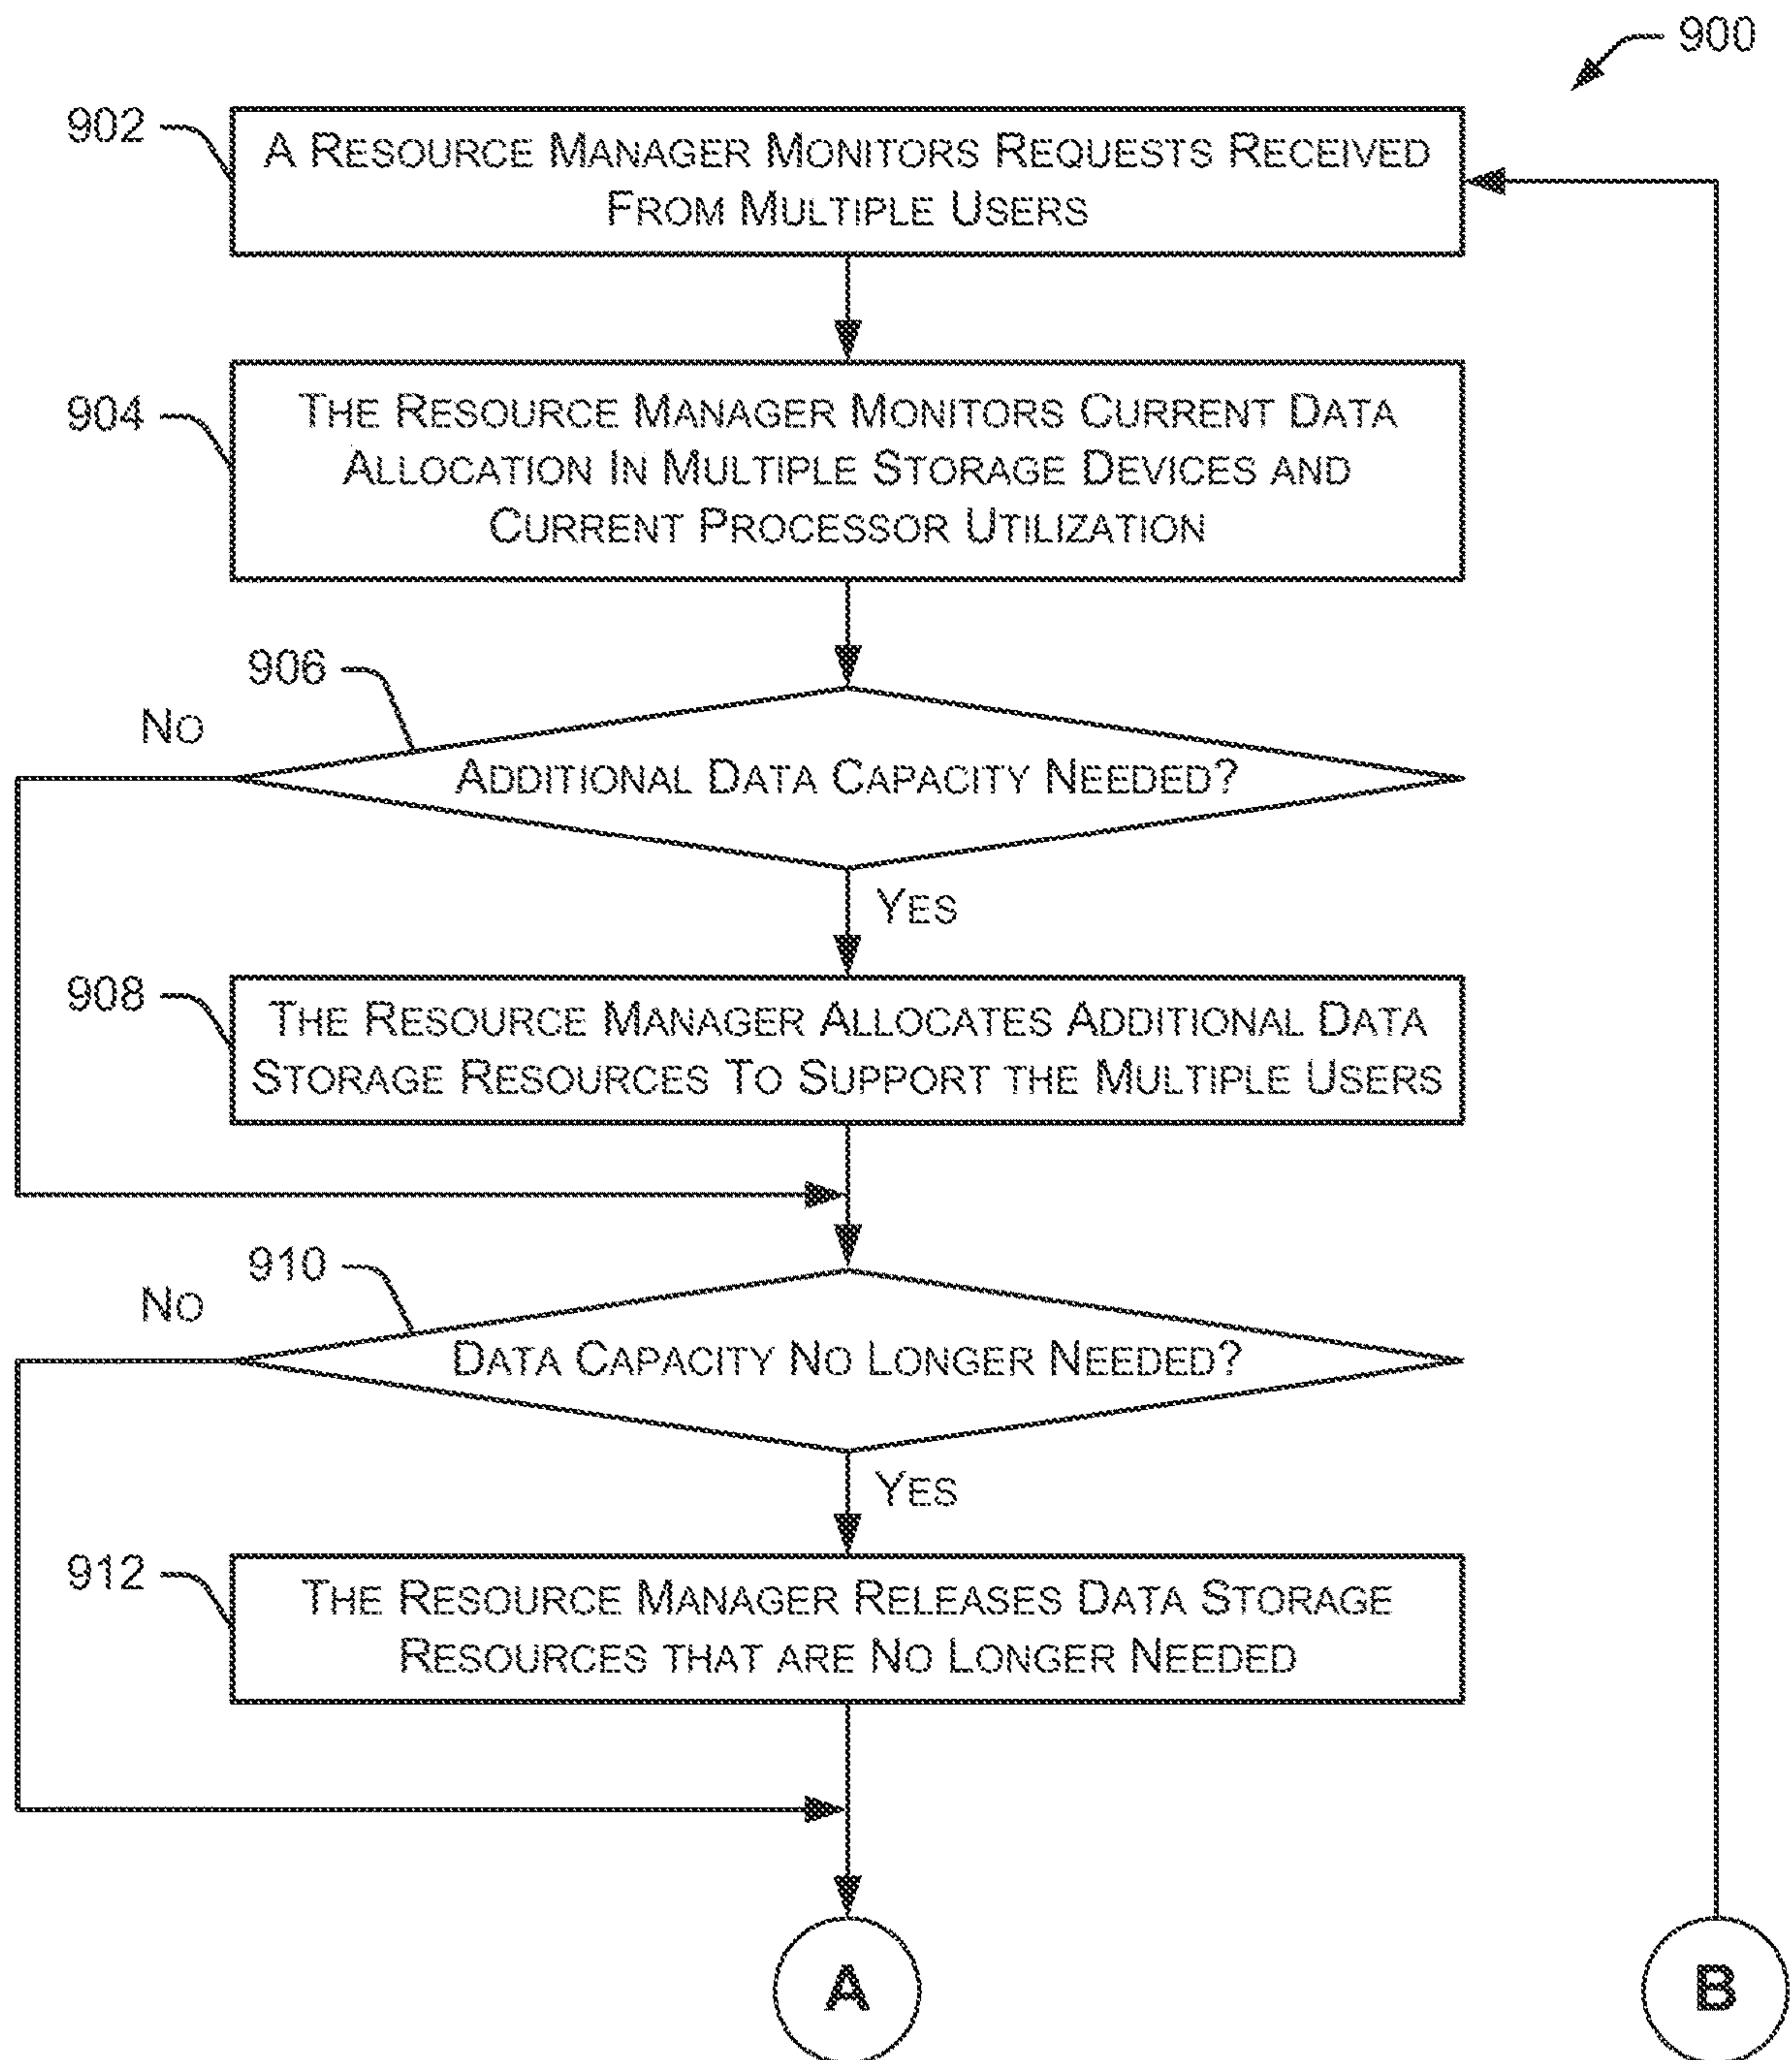 900
902
A RESOURCE MANAGER MONITORS REQUESTS RECEIVED
FROM MULTIPLE USERS
904
THE RESOURCE MANAGER MONITORS CURRENT DATA
ALLOCATION IN MULTIPLE STORAGE DEVICES AND
CURRENT PROCESSOR UTILIZATION
906
NO
ADDITIONAL DATA CAPACITY NEEDED?
YES
908
THE RESOURCE MANAGER ALLOCATES ADDITIONAL DATA
STORAGE RESOURCES TO SUPPORT THE MULTIPLE USERS
910
NO
DATA CAPACITY NO LONGER NEEDED?
YES
912
THE RESOURCE MANAGER RELEASES DATA STORAGE
RESOURCES THAT ARE NO LONGER NEEDED
A
B